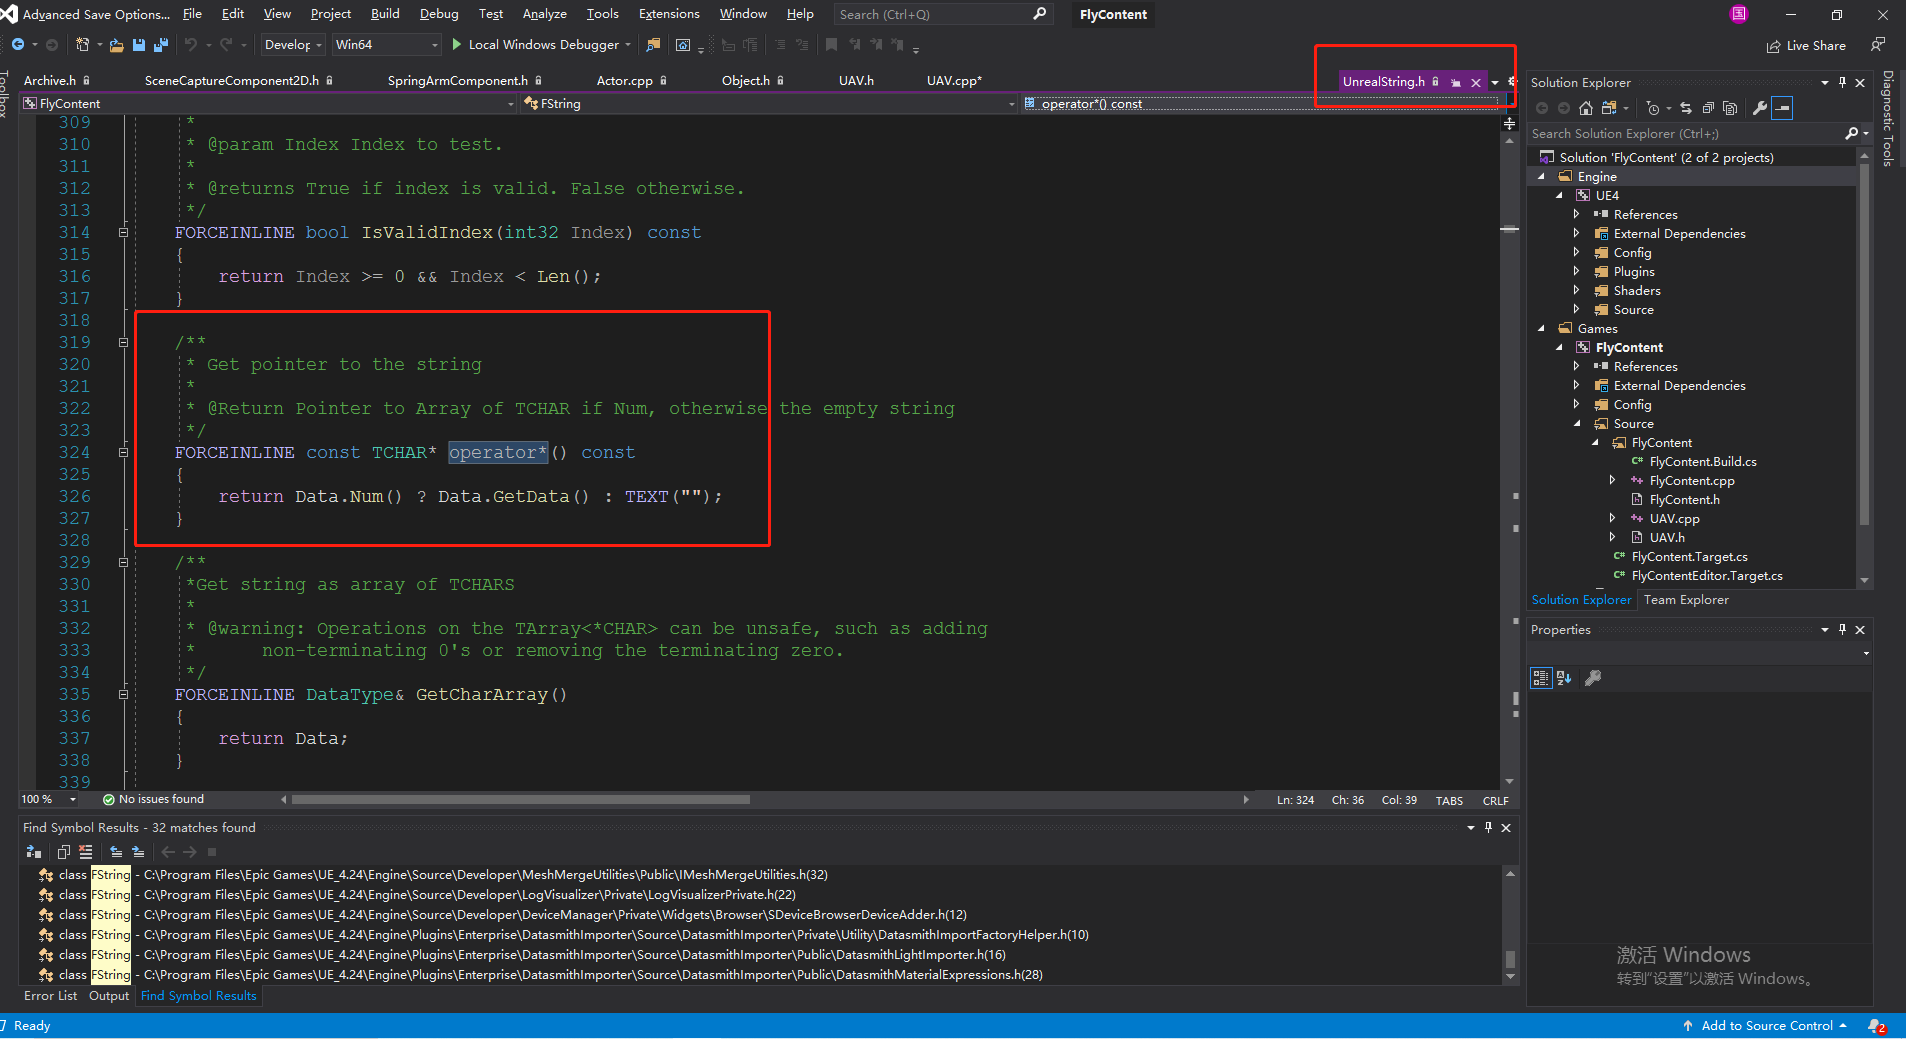 Advanced Save Options...
File Edit View Project Build Debug Test Analyze Tools Extensions Window Help Search (Ctrl+Q) FlyContent 国
Develop Win64 Local Windows Debugger Live Share
Toolbox
Archive.h SceneCaptureComponent2D.h SpringArmComponent.h Actor.cpp Object.h UAV.h UAV.cpp* UnrealString.h
FlyContent FString operator*() const
309 *
310 * @param Index Index to test.
311 *
312 * @returns True if index is valid. False otherwise.
313 */
314 FORCEINLINE bool IsValidIndex(int32 Index) const
315 {
316 return Index >= 0 && Index < Len();
317 }
318
319 /**
320 * Get pointer to the string
321 *
322 * @Return Pointer to Array of TCHAR if Num, otherwise the empty string
323 */
324 FORCEINLINE const TCHAR* operator*() const
325 {
326 return Data.Num() ? Data.GetData() : TEXT("");
327 }
328
329 /**
330 *Get string as array of TCHARS
331 *
332 * @warning: Operations on the TArray<*CHAR> can be unsafe, such as adding
333 * non-terminating 0's or removing the terminating zero.
334 */
335 FORCEINLINE DataType& GetCharArray()
336 {
337 return Data;
338 }
339
100 % No issues found Ln: 324 Ch: 36 Col: 39 TABS CRLF
Find Symbol Results - 32 matches found
class FString - C:\Program Files\Epic Games\UE_4.24\Engine\Source\Developer\MeshMergeUtilities\Public\IMeshMergeUtilities.h(32)
class FString - C:\Program Files\Epic Games\UE_4.24\Engine\Source\Developer\LogVisualizer\Private\LogVisualizerPrivate.h(22)
class FString - C:\Program Files\Epic Games\UE_4.24\Engine\Source\Developer\DeviceManager\Private\Widgets\Browser\SDeviceBrowserDeviceAdder.h(12)
class FString - C:\Program Files\Epic Games\UE_4.24\Engine\Plugins\Enterprise\DatasmithImporter\Source\DatasmithImporter\Private\Utility\DatasmithImportFactoryHelper.h(10)
class FString - C:\Program Files\Epic Games\UE_4.24\Engine\Plugins\Enterprise\DatasmithImporter\Source\DatasmithImporter\Public\DatasmithLightImporter.h(16)
class FString - C:\Program Files\Epic Games\UE_4.24\Engine\Plugins\Enterprise\DatasmithImporter\Source\DatasmithImporter\Public\DatasmithMaterialExpressions.h(28)
Error List Output Find Symbol Results
Solution Explorer
Search Solution Explorer (Ctrl+;)
Solution 'FlyContent' (2 of 2 projects)
Engine
UE4
References
External Dependencies
Config
Plugins
Shaders
Source
Games
FlyContent
References
External Dependencies
Config
Source
FlyContent
C# FlyContent.Build.cs
FlyContent.cpp
FlyContent.h
UAV.cpp
UAV.h
C# FlyContent.Target.cs
C# FlyContentEditor.Target.cs
Solution Explorer Team Explorer
Properties
Diagnostic Tools
激活 Windows
转到"设置"以激活 Windows。
Ready Add to Source Control 2